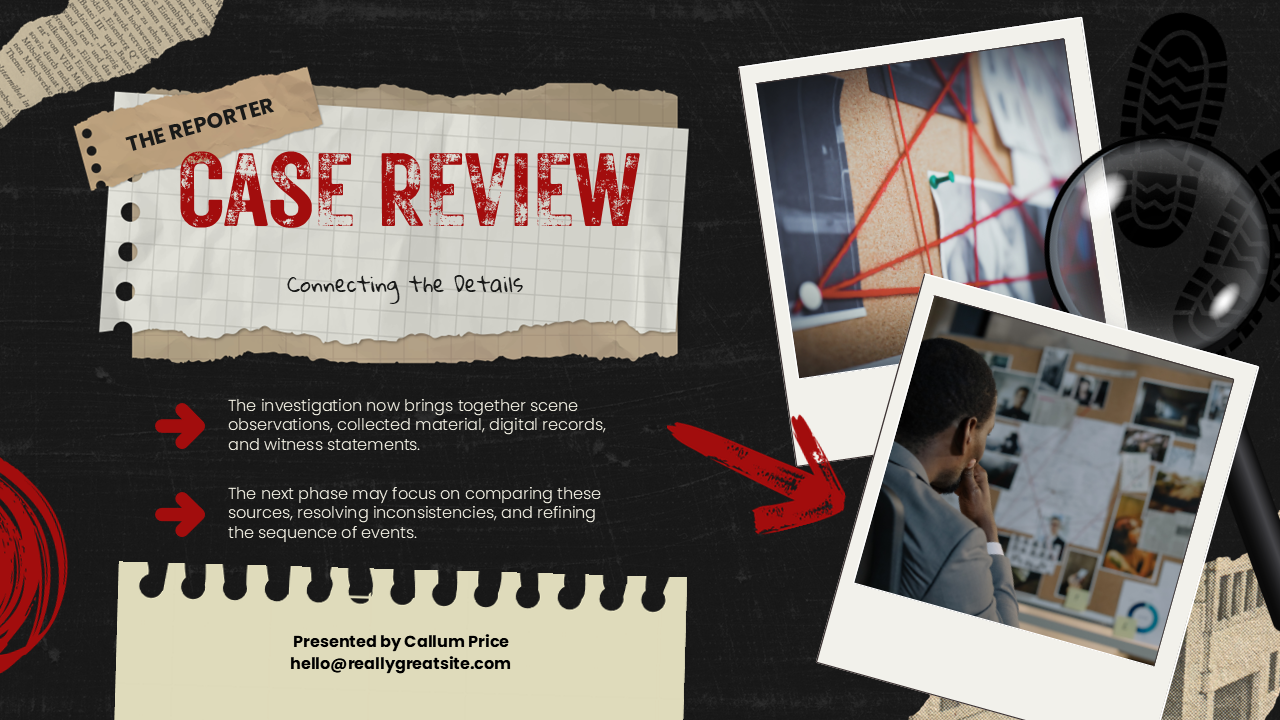 THE REPORTER
CASE REVIEW
Connecting the Details
The investigation now brings together scene
observations, collected material, digital records,
and witness statements.
The next phase may focus on comparing these
sources, resolving inconsistencies, and refining
the sequence of events.
Presented by Callum Price
hello@reallygreatsite.com